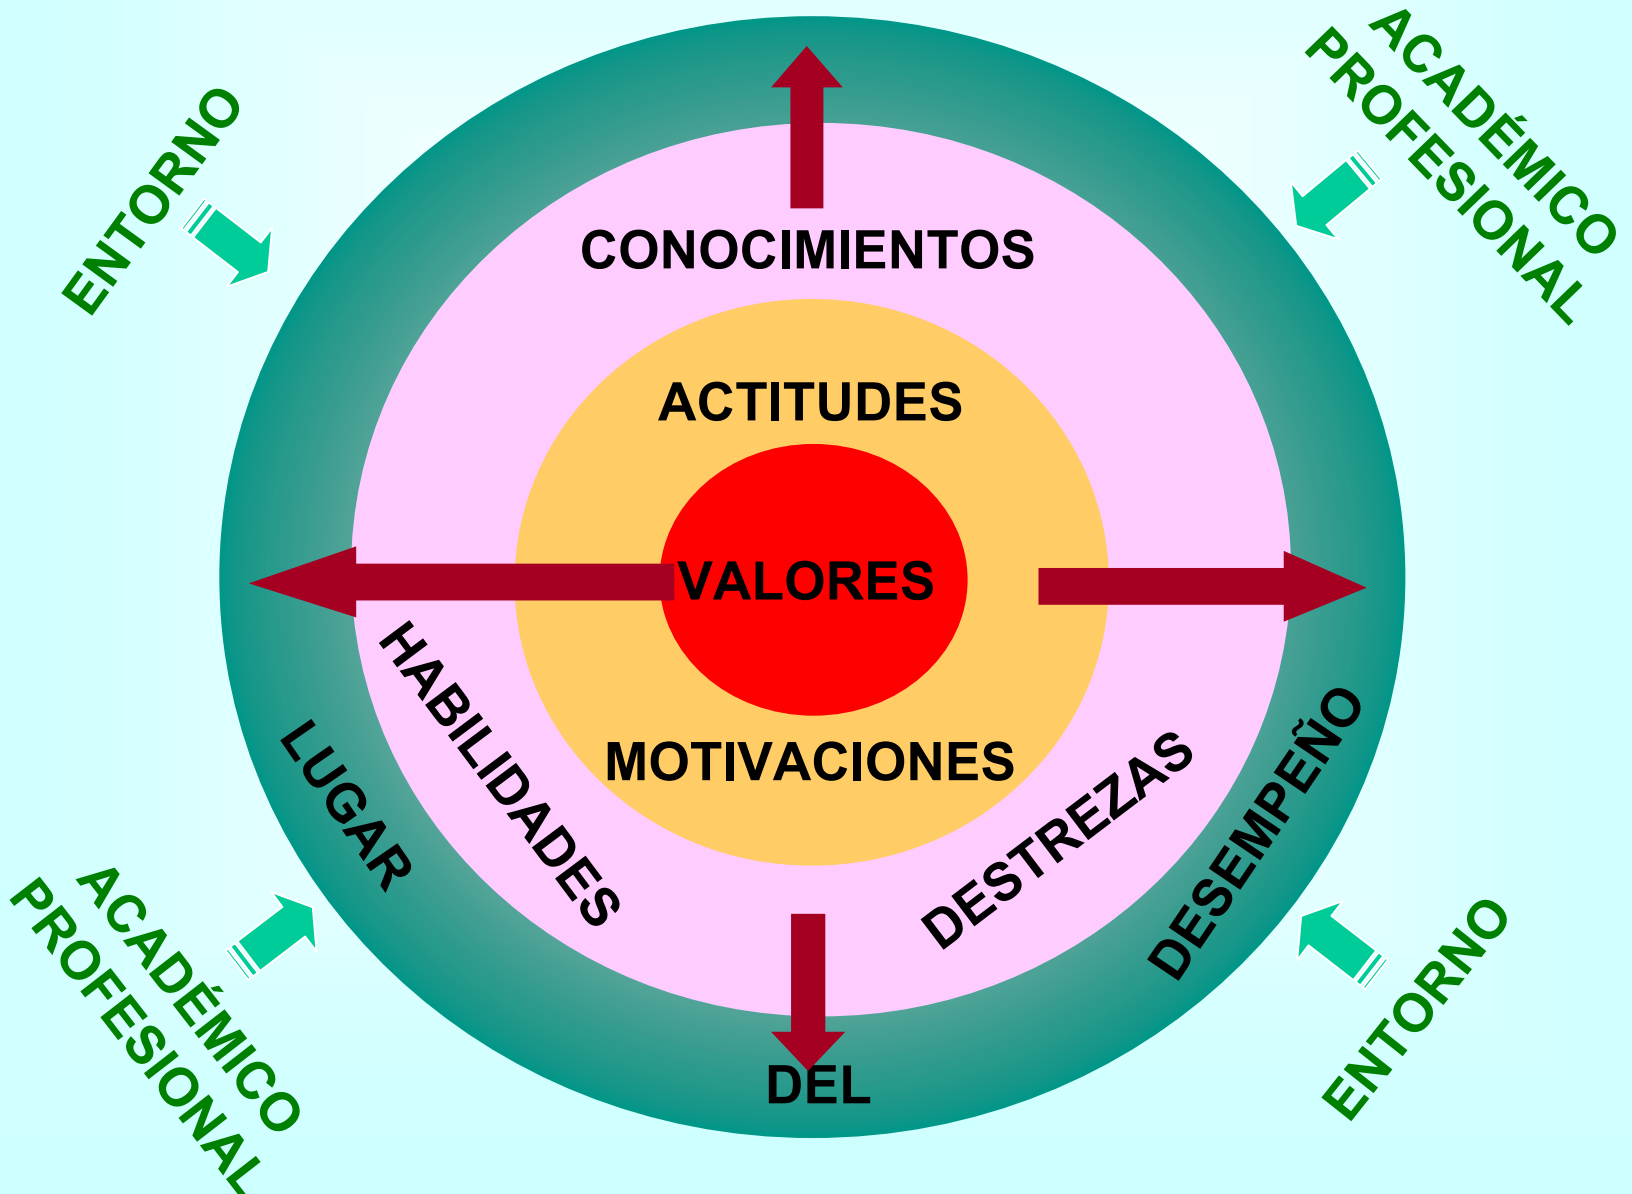 ENTORNO
ACADÉMICO
PROFESIONAL
CONOCIMIENTOS
ACTITUDES
VALORES
MOTIVACIONES
HABILIDADES
DESTREZAS
LUGAR
DEL
DESEMPEÑO
ACADÉMICO
PROFESIONAL
ENTORNO